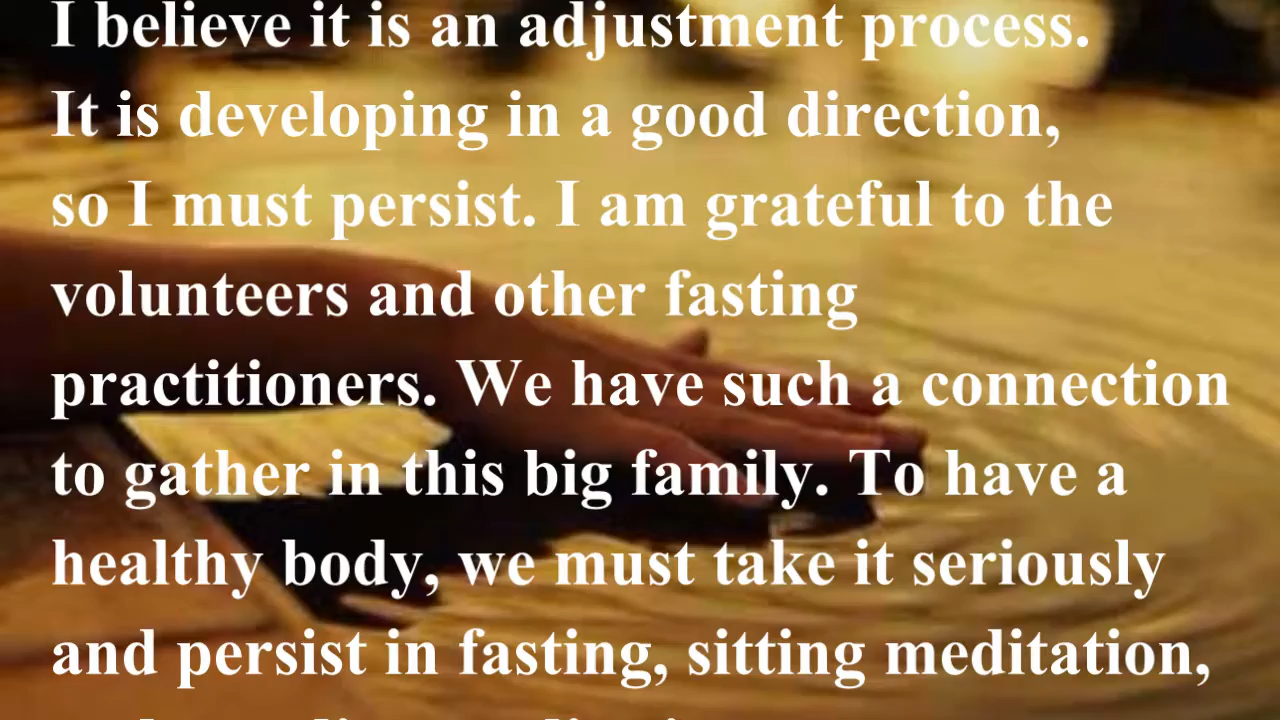 I believe it is an adjustment process.
It is developing in a good direction,
so I must persist. I am grateful to the
volunteers and other fasting
practitioners. We have such a connection
to gather in this big family. To have a
healthy body, we must take it seriously
and persist in fasting, sitting meditation,